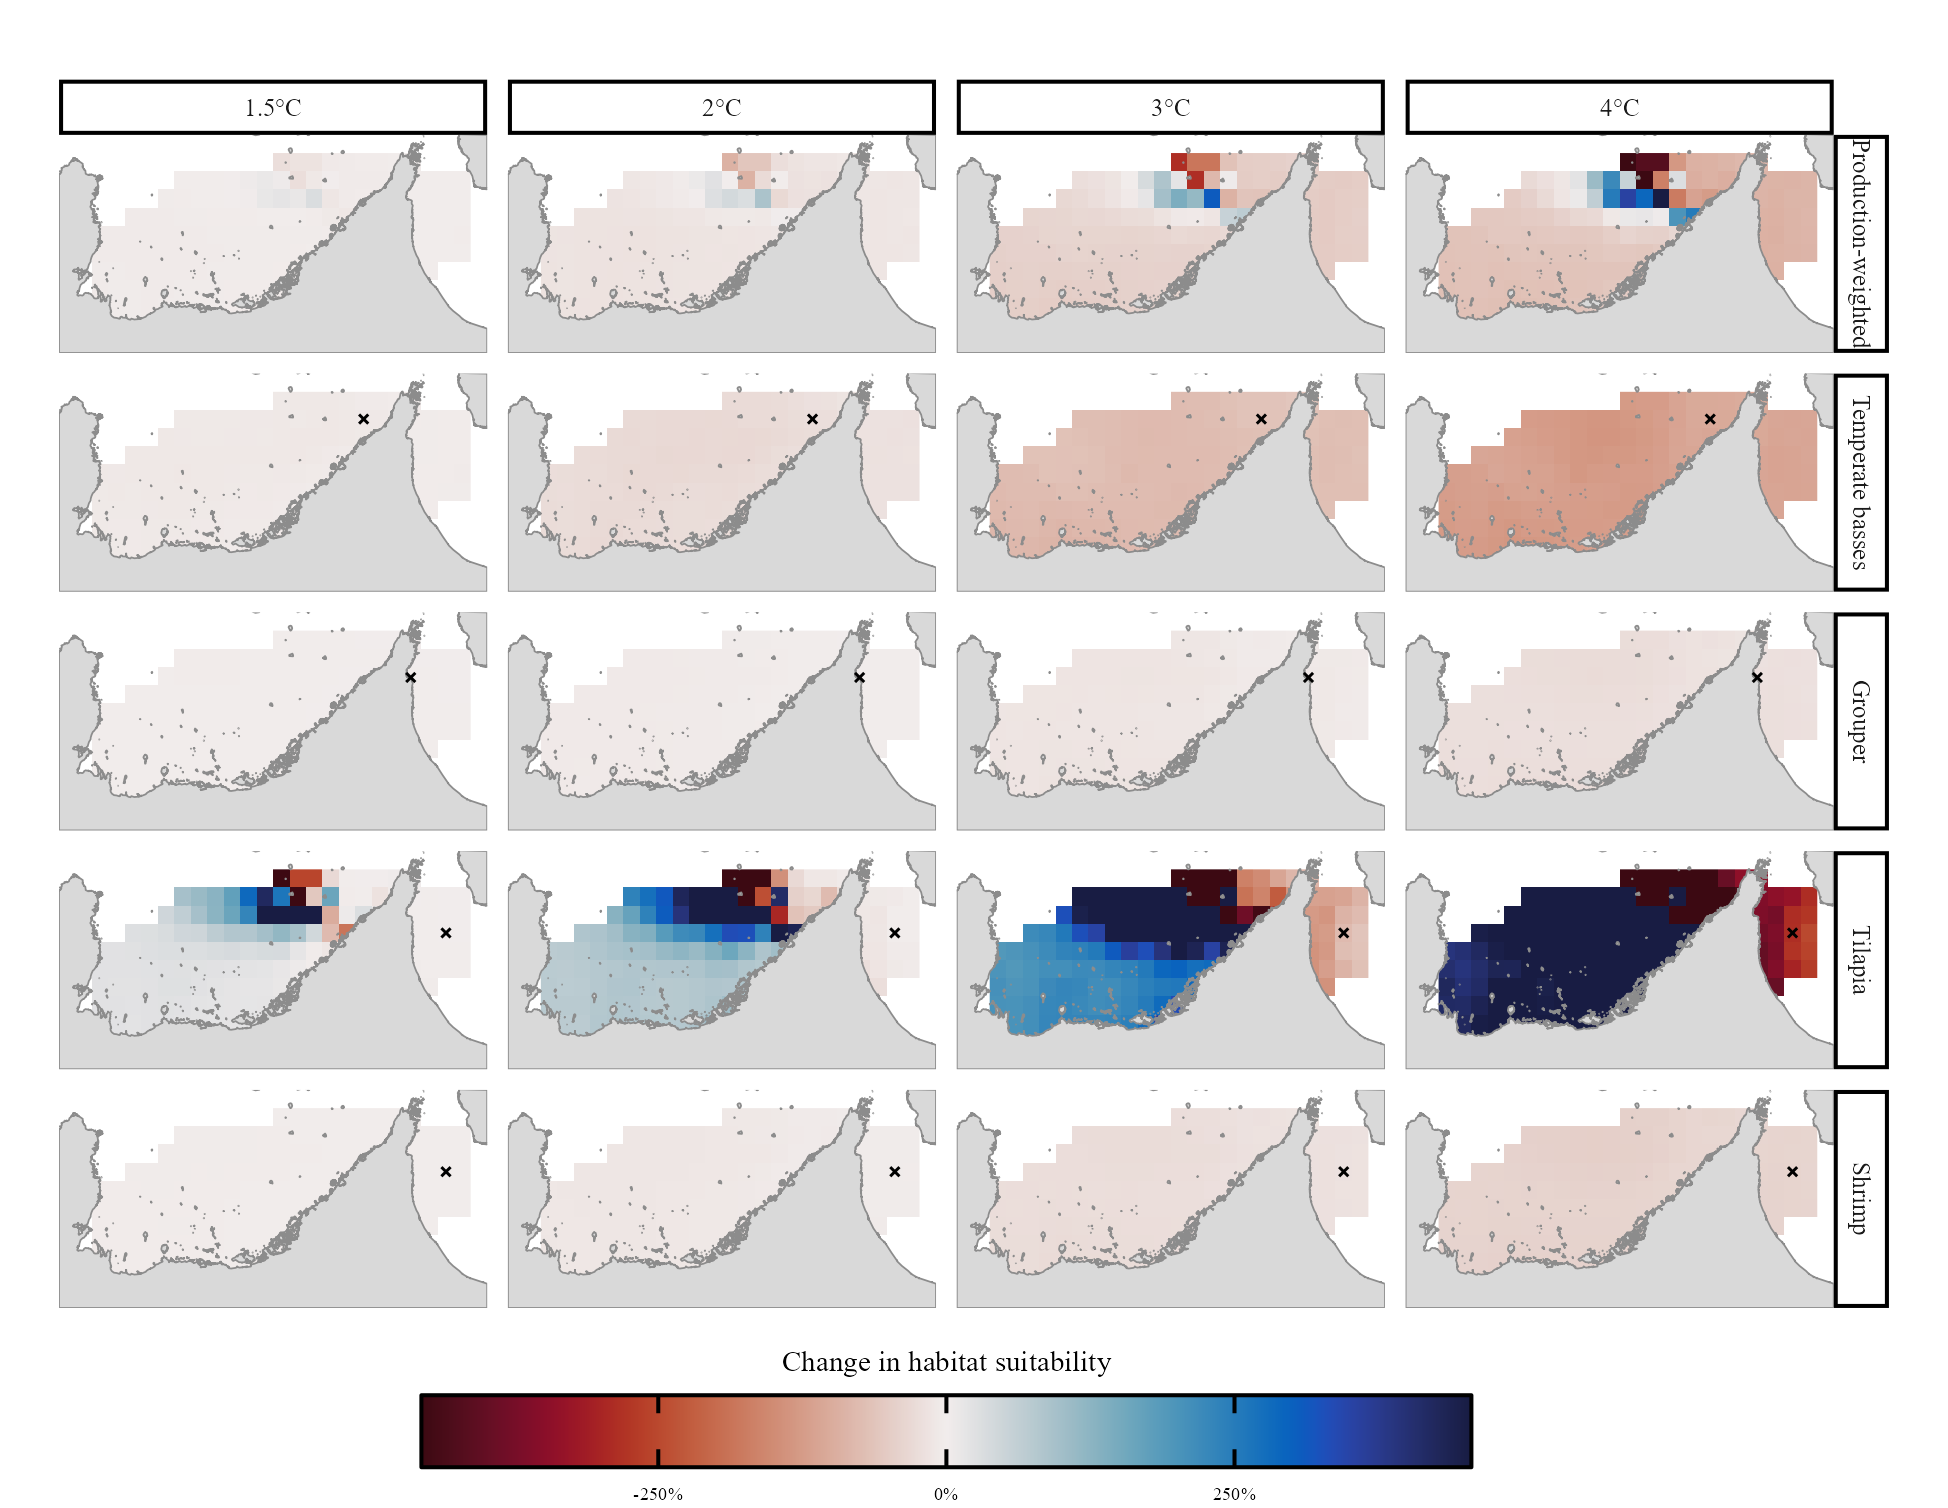 1.5°C
2°C
3°C
4°C
Production-weighted
Temperate basses
Grouper
Tilapia
Shrimp
Change in habitat suitability
-250%
0%
250%